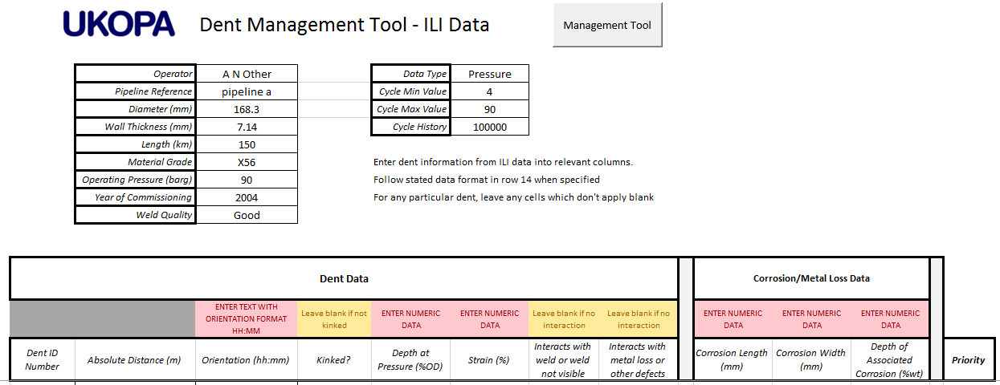 UKOPA Dent Management Tool - ILI Data
Management Tool
Operator A N Other
Pipeline Reference pipeline a
Diameter (mm) 168.3
Wall Thickness (mm) 7.14
Length (km) 150
Material Grade X56
Operating Pressure (barg) 90
Year of Commissioning 2004
Weld Quality Good
Data Type Pressure
Cycle Min Value 4
Cycle Max Value 90
Cycle History 100000
Enter dent information from ILI data into relevant columns.
Follow stated data format in row 14 when specified
For any particular dent, leave any cells which don't apply blank
Dent Data
Corrosion/Metal Loss Data
ENTER TEXT WITH
ORIENTATION FORMAT
HH:MM
Leave blank if not
kinked
ENTER NUMERIC
DATA
ENTER NUMERIC
DATA
Leave blank if no
interaction
Leave blank if no
interaction
ENTER NUMERIC
DATA
ENTER NUMERIC
DATA
ENTER NUMERIC
DATA
Dent ID
Number
Absolute Distance (m)
Orientation (hh:mm)
Kinked?
Depth at
Pressure (%OD)
Strain (%)
Interacts with
weld or weld
not visible
Interacts with
metal loss or
other defects
Corrosion Length
(mm)
Corrosion Width
(mm)
Depth of
Associated
Corrosion (%wt)
Priority